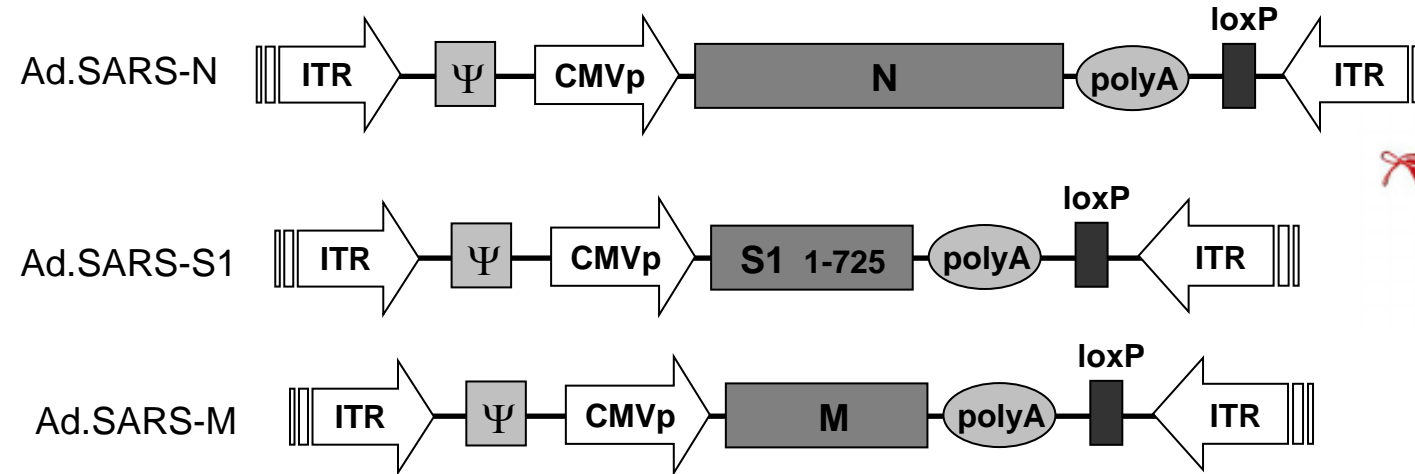 loxP
Ad.SARS-N ITR Ψ CMVp N polyA ITR
loxP
Ad.SARS-S1 ITR Ψ CMVp S1 1-725 polyA ITR
loxP
Ad.SARS-M ITR Ψ CMVp M polyA ITR